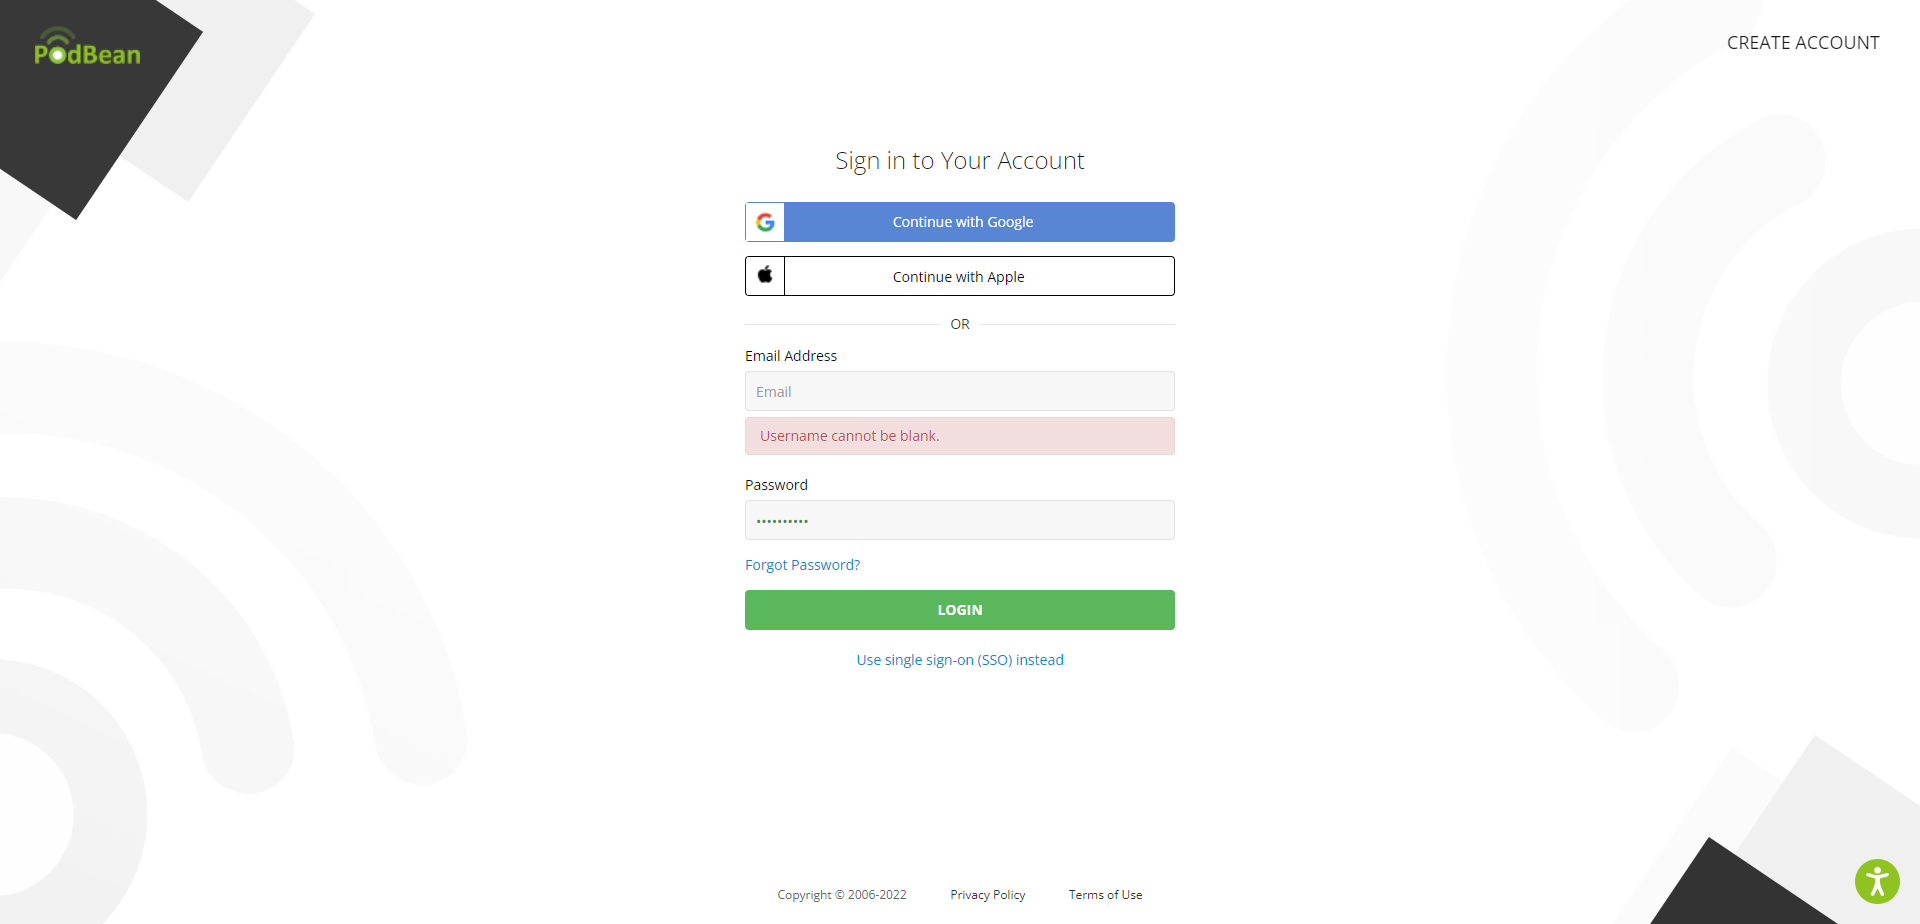 PodBean
CREATE ACCOUNT
Sign in to Your Account
Continue with Google
Continue with Apple
OR
Email Address
Email
Username cannot be blank.
Password
••••••••••
Forgot Password?
LOGIN
Use single sign-on (SSO) instead
Copyright © 2006-2022
Privacy Policy
Terms of Use